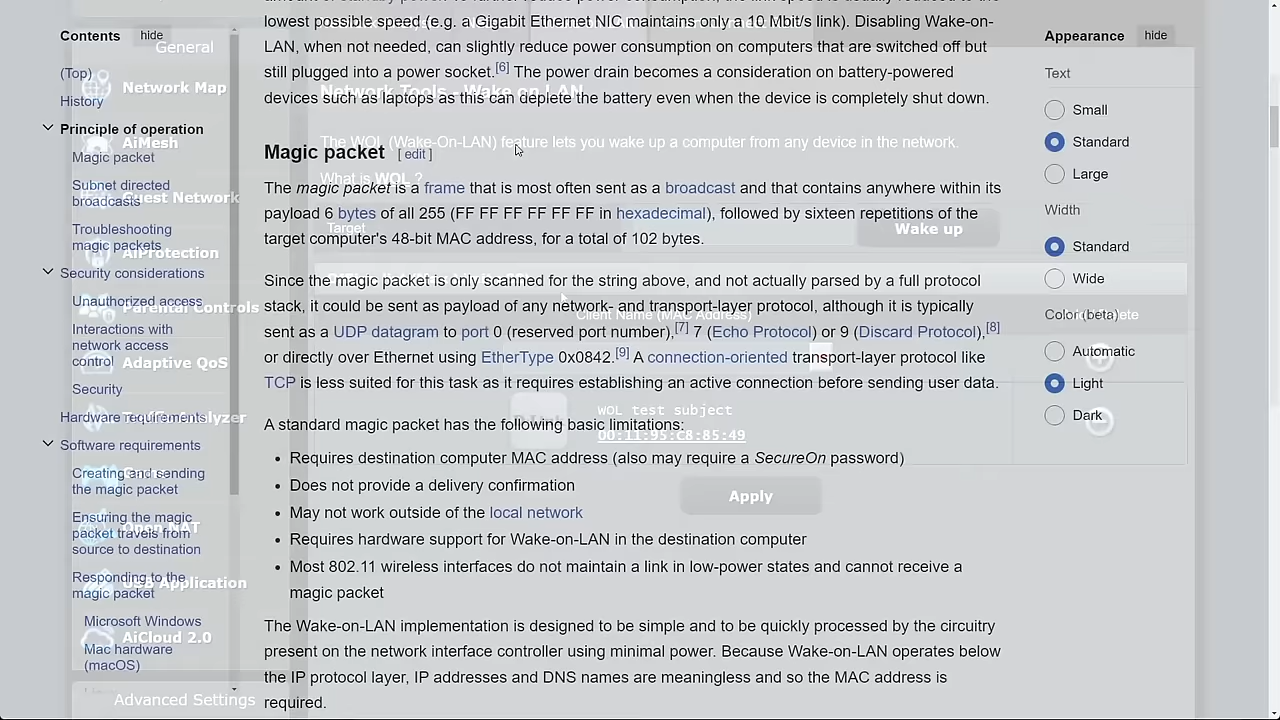 lowest possible speed (e.g. a Gigabit Ethernet NIC maintains only a 10 Mbit/s link). Disabling Wake-on-
LAN, when not needed, can slightly reduce power consumption on computers that are switched off but
still plugged into a power socket.[6] The power drain becomes a consideration on battery-powered
devices such as laptops as this can deplete the battery even when the device is completely shut down.
Magic packet [ edit ]
The magic packet is a frame that is most often sent as a broadcast and that contains anywhere within its
payload 6 bytes of all 255 (FF FF FF FF FF FF in hexadecimal), followed by sixteen repetitions of the
target computer's 48-bit MAC address, for a total of 102 bytes.
Since the magic packet is only scanned for the string above, and not actually parsed by a full protocol
stack, it could be sent as payload of any network- and transport-layer protocol, although it is typically
sent as a UDP datagram to port 0 (reserved port number),[7] 7 (Echo Protocol) or 9 (Discard Protocol),[8]
or directly over Ethernet using EtherType 0x0842.[9] A connection-oriented transport-layer protocol like
TCP is less suited for this task as it requires establishing an active connection before sending user data.
A standard magic packet has the following basic limitations:
• Requires destination computer MAC address (also may require a SecureOn password)
• Does not provide a delivery confirmation
• May not work outside of the local network
• Requires hardware support for Wake-on-LAN in the destination computer
• Most 802.11 wireless interfaces do not maintain a link in low-power states and cannot receive a
magic packet
The Wake-on-LAN implementation is designed to be simple and to be quickly processed by the circuitry
present on the network interface controller using minimal power. Because Wake-on-LAN operates below
the IP protocol layer, IP addresses and DNS names are meaningless and so the MAC address is
required.
Contents hide
(Top)
History
Principle of operation
Magic packet
Subnet directed
broadcasts
Troubleshooting
magic packets
Security considerations
Unauthorized access
Interactions with
network access
control
Security
Hardware requirements
Software requirements
Creating and sending
the magic packet
Ensuring the magic
packet travels from
source to destination
Responding to the
magic packet
Microsoft Windows
Mac hardware
(macOS)
Appearance hide
Text
Small
Standard
Large
Width
Standard
Wide
Color (beta)
Automatic
Light
Dark
General
Network Map
AiMesh
Guest Network
AiProtection
Parental Controls
Adaptive QoS
Open NAT
USB Application
AiCloud 2.0
Advanced Settings
Network Tools - Wake on LAN
The WOL (Wake-On-LAN) feature lets you wake up a computer from any device in the network.
What is WOL ?
Target
Wake up
Client Name (MAC Address)
WOL test subject
00:11:95:C8:85:49
Apply